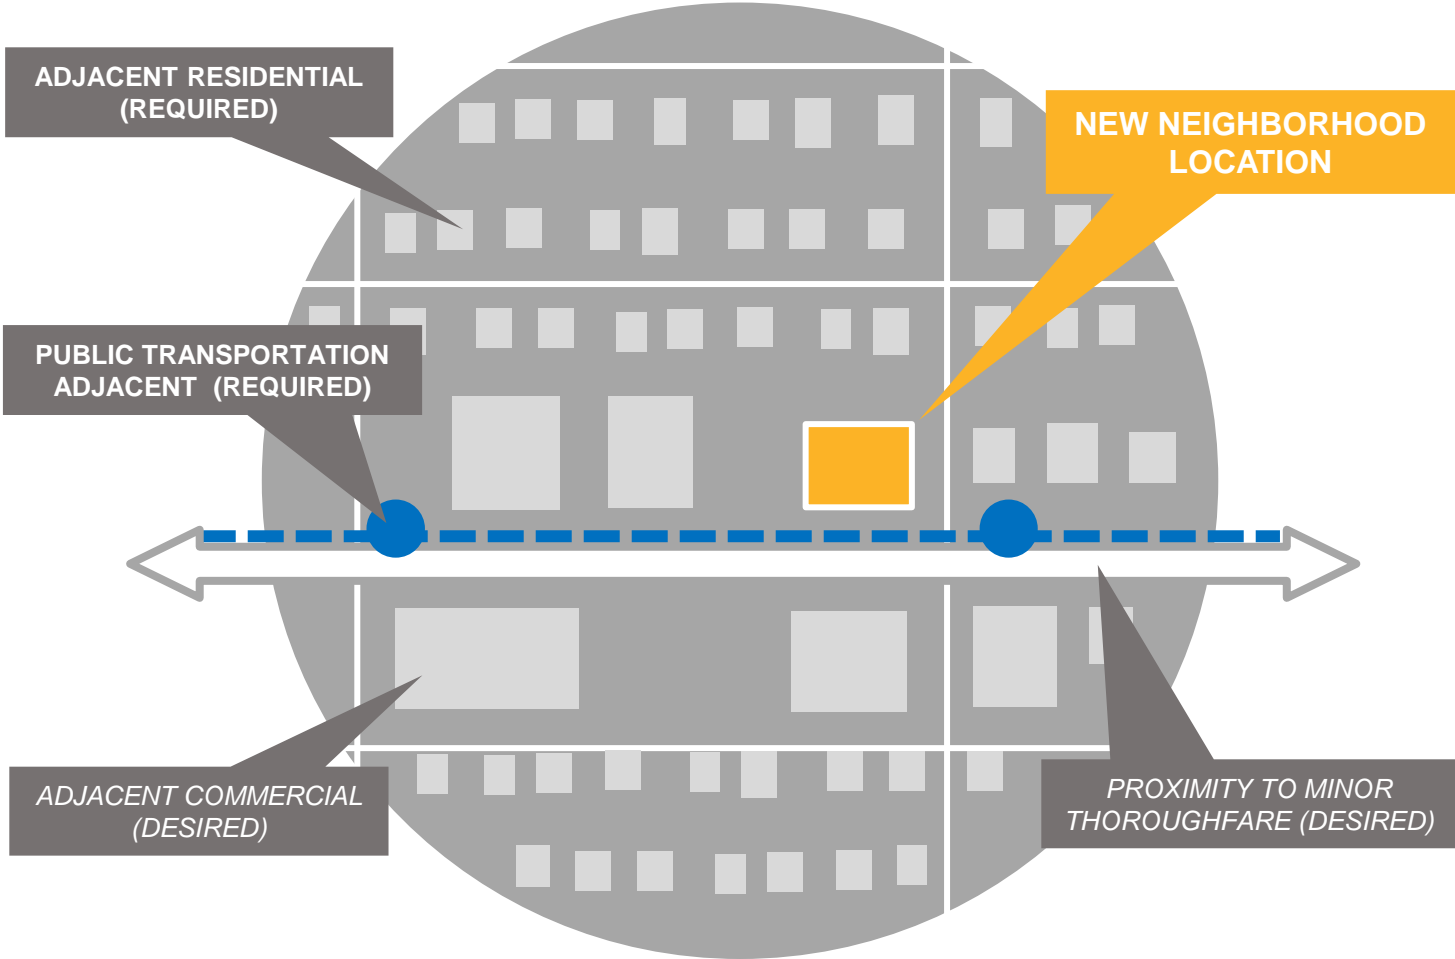 ADJACENT RESIDENTIAL
(REQUIRED)
NEW NEIGHBORHOOD
LOCATION
PUBLIC TRANSPORTATION
ADJACENT (REQUIRED)
ADJACENT COMMERCIAL
(DESIRED)
PROXIMITY TO MINOR
THOROUGHFARE (DESIRED)